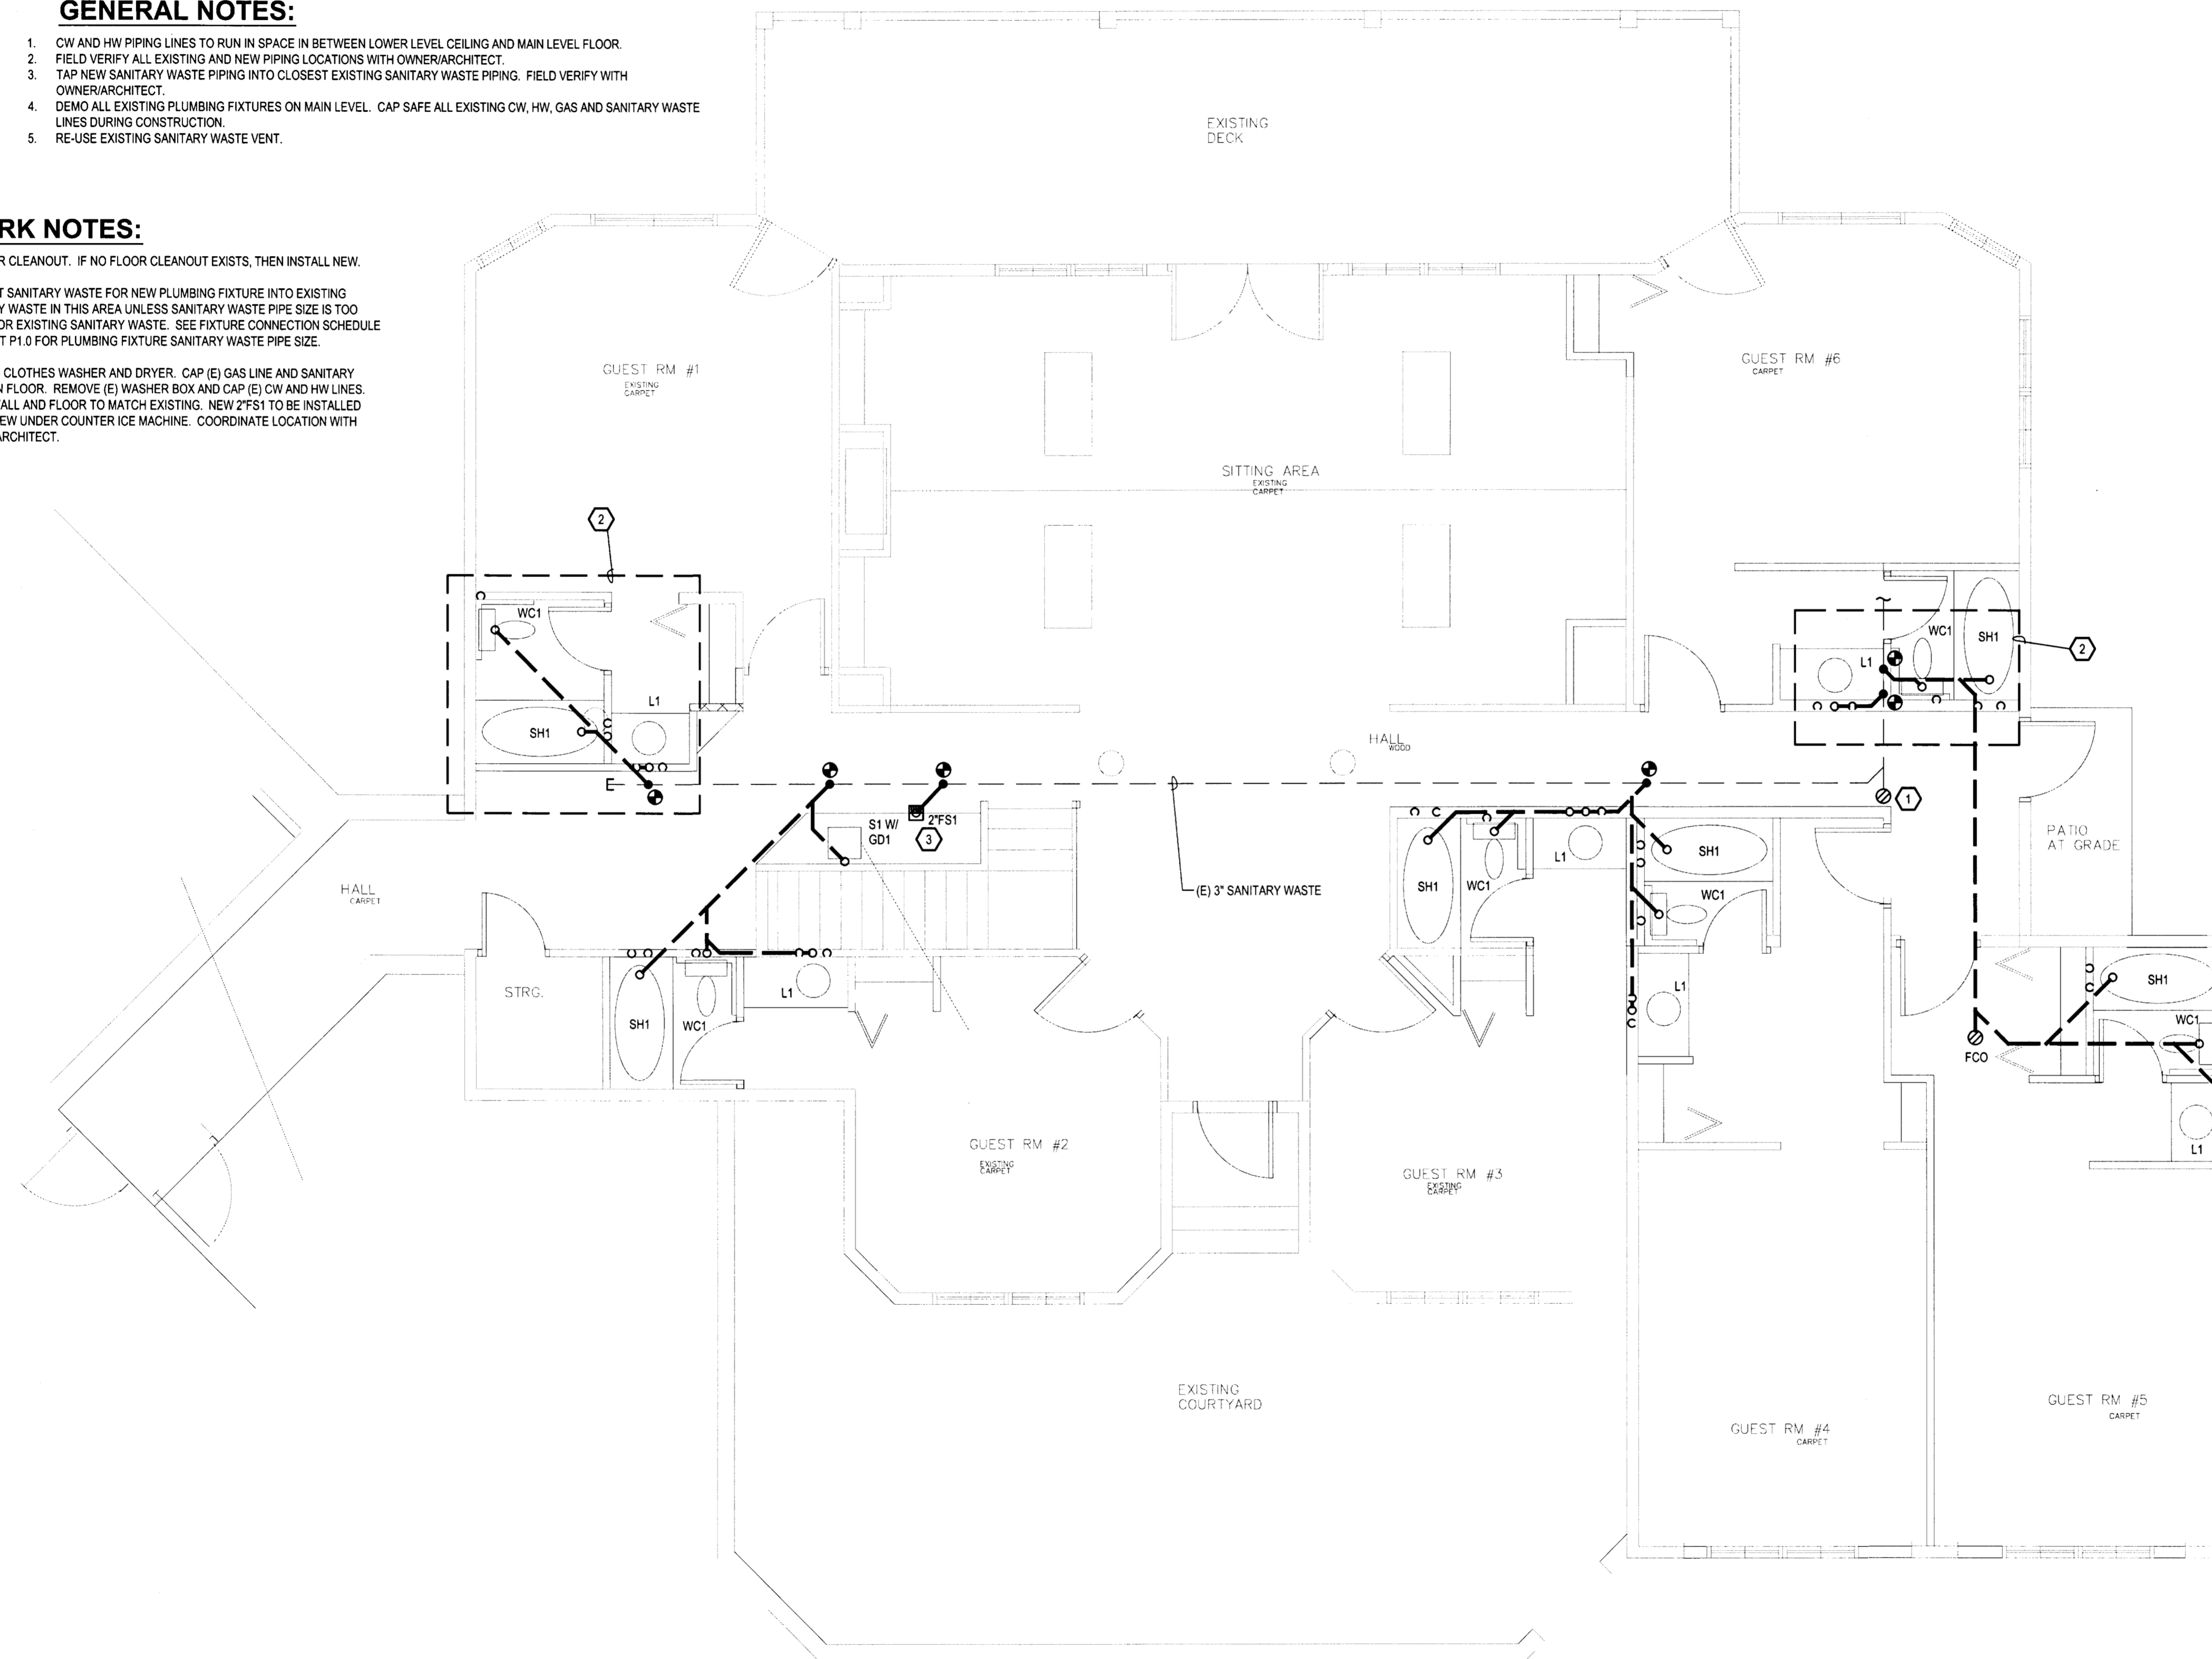 GENERAL NOTES:
1. CW AND HW PIPING LINES TO RUN IN SPACE IN BETWEEN LOWER LEVEL CEILING AND MAIN LEVEL FLOOR.
2. FIELD VERIFY ALL EXISTING AND NEW PIPING LOCATIONS WITH OWNER/ARCHITECT.
3. TAP NEW SANITARY WASTE PIPING INTO CLOSEST EXISTING SANITARY WASTE PIPING. FIELD VERIFY WITH
OWNER/ARCHITECT.
4. DEMO ALL EXISTING PLUMBING FIXTURES ON MAIN LEVEL. CAP SAFE ALL EXISTING CW, HW, GAS AND SANITARY WASTE
LINES DURING CONSTRUCTION.
5. RE-USE EXISTING SANITARY WASTE VENT.
RK NOTES:
R CLEANOUT. IF NO FLOOR CLEANOUT EXISTS, THEN INSTALL NEW.
T SANITARY WASTE FOR NEW PLUMBING FIXTURE INTO EXISTING
Y WASTE IN THIS AREA UNLESS SANITARY WASTE PIPE SIZE IS TOO
OR EXISTING SANITARY WASTE. SEE FIXTURE CONNECTION SCHEDULE
T P1.0 FOR PLUMBING FIXTURE SANITARY WASTE PIPE SIZE.
CLOTHES WASHER AND DRYER. CAP (E) GAS LINE AND SANITARY
N FLOOR. REMOVE (E) WASHER BOX AND CAP (E) CW AND HW LINES.
ALL AND FLOOR TO MATCH EXISTING. NEW 2"FS1 TO BE INSTALLED
EW UNDER COUNTER ICE MACHINE. COORDINATE LOCATION WITH
ARCHITECT.
EXISTING
DECK
GUEST RM #1
EXISTING
CARPET
GUEST RM #6
CARPET
SITTING AREA
EXISTING
CARPET
2
WC1
L1
SH1
E
WC1
SH1
L1
2
HALL
WOOD
1
S1 W/
GD1
2"FS1
3
(E) 3" SANITARY WASTE
PATIO
AT GRADE
HALL
CARPET
SH1
WC1
L1
SH1
WC1
STRG.
SH1
WC1
L1
L1
SH1
WC1
FCO
L1
GUEST RM #2
EXISTING
CARPET
GUEST RM #3
EXISTING
CARPET
EXISTING
COURTYARD
GUEST RM #4
CARPET
GUEST RM #5
CARPET